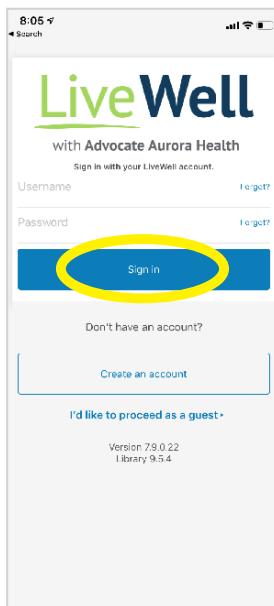 8:05
◀ Search
LiveWell
with Advocate Aurora Health
Sign in with your LiveWell account.
Username Forgot?
Password Forgot?
Sign in
Don't have an account?
Create an account
I'd like to proceed as a guest ▸
Version 7.9.0.22
Library 9.5.4